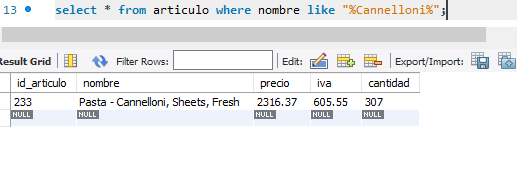 13 select * from articulo where nombre like "%Cannelloni%";
Result Grid Filter Rows: Edit: Export/Import:
id_articulo nombre precio iva cantidad
233 Pasta - Cannelloni, Sheets, Fresh 2316.37 605.55 307
NULL NULL NULL NULL NULL